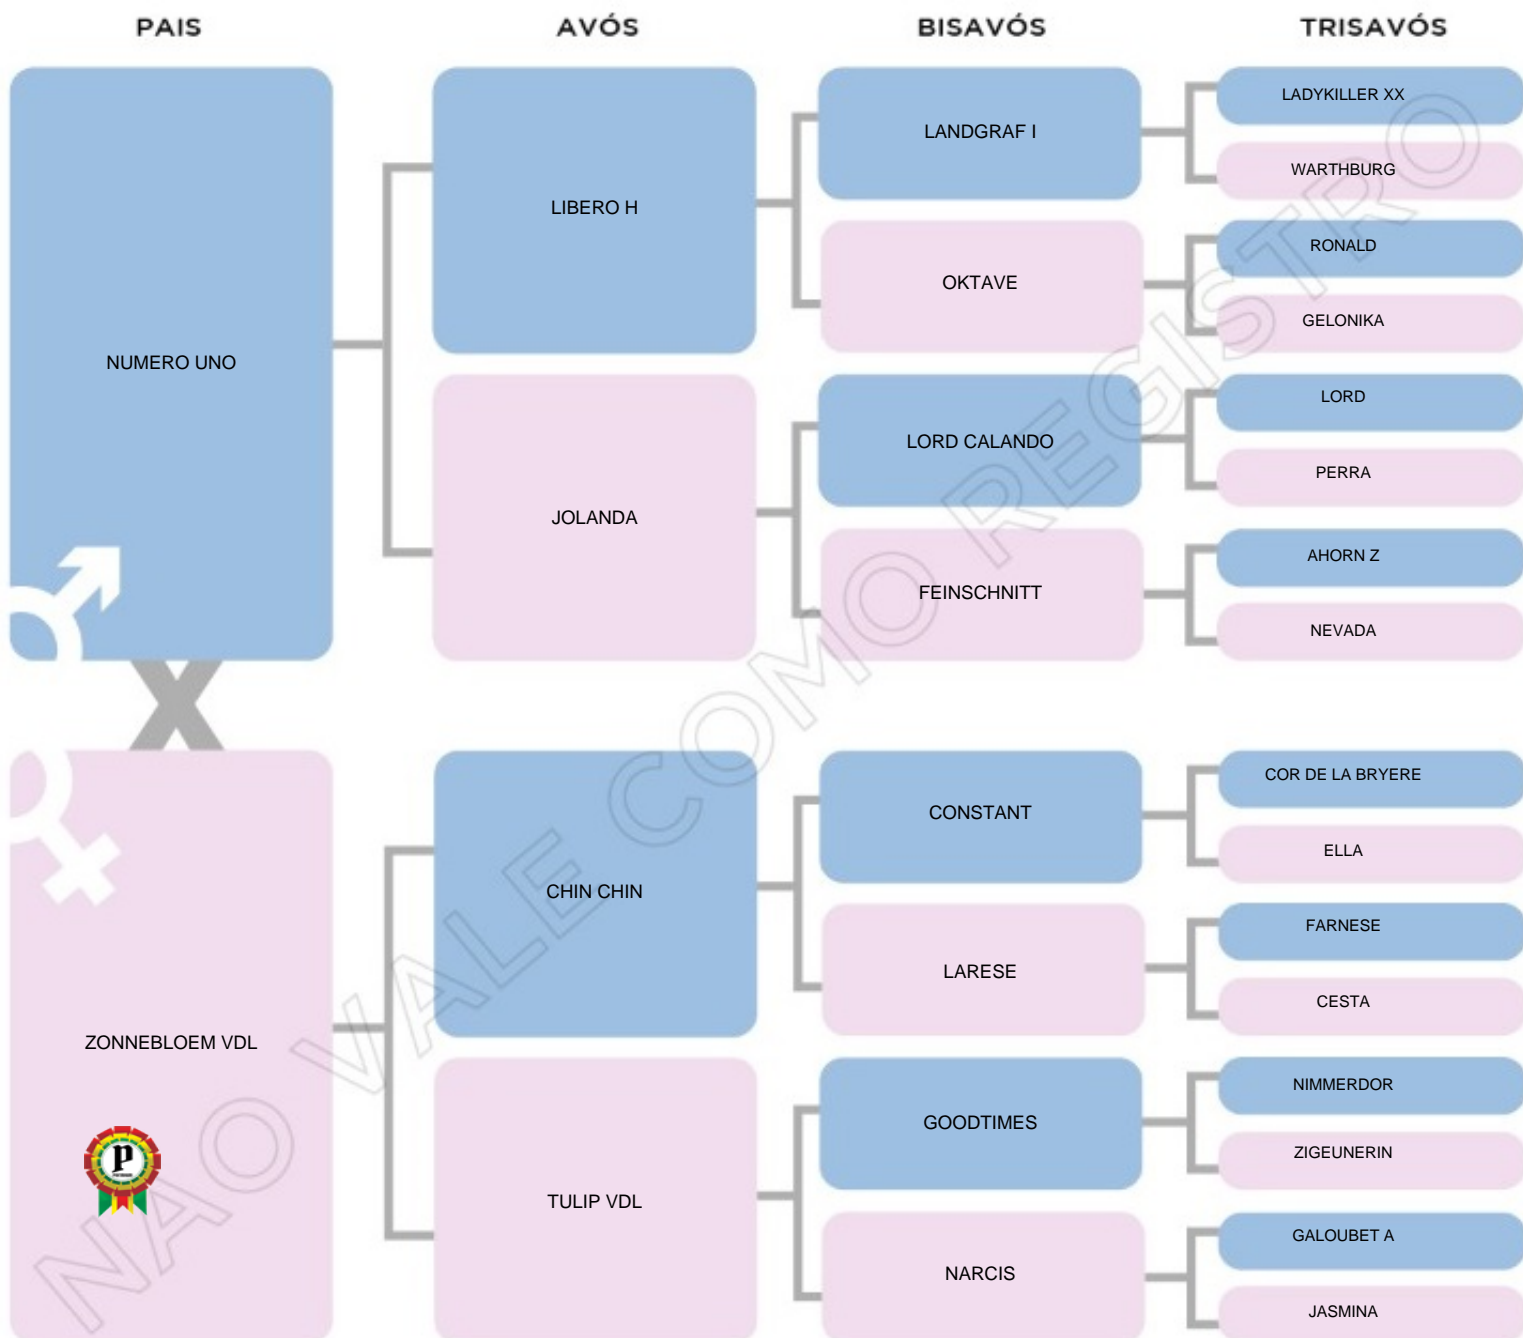 PAIS AVÓS BISAVÓS TRISAVÓS
LADYKILLER XX
LANDGRAF I
WARTHBURG
LIBERO H
RONALD
OKTAVE
GELONIKA
NUMERO UNO
LORD
LORD CALANDO
PERRA
JOLANDA
AHORN Z
FEINSCHNITT
NEVADA
X
COR DE LA BRYERE
CONSTANT
ELLA
CHIN CHIN
FARNESE
LARESE
CESTA
ZONNEBLOEM VDL
NIMMERDOR
GOODTIMES
ZIGEUNERIN
P
TULIP VDL
GALOUBET A
NARCIS
JASMINA
NAO VALE COMO REGISTRO